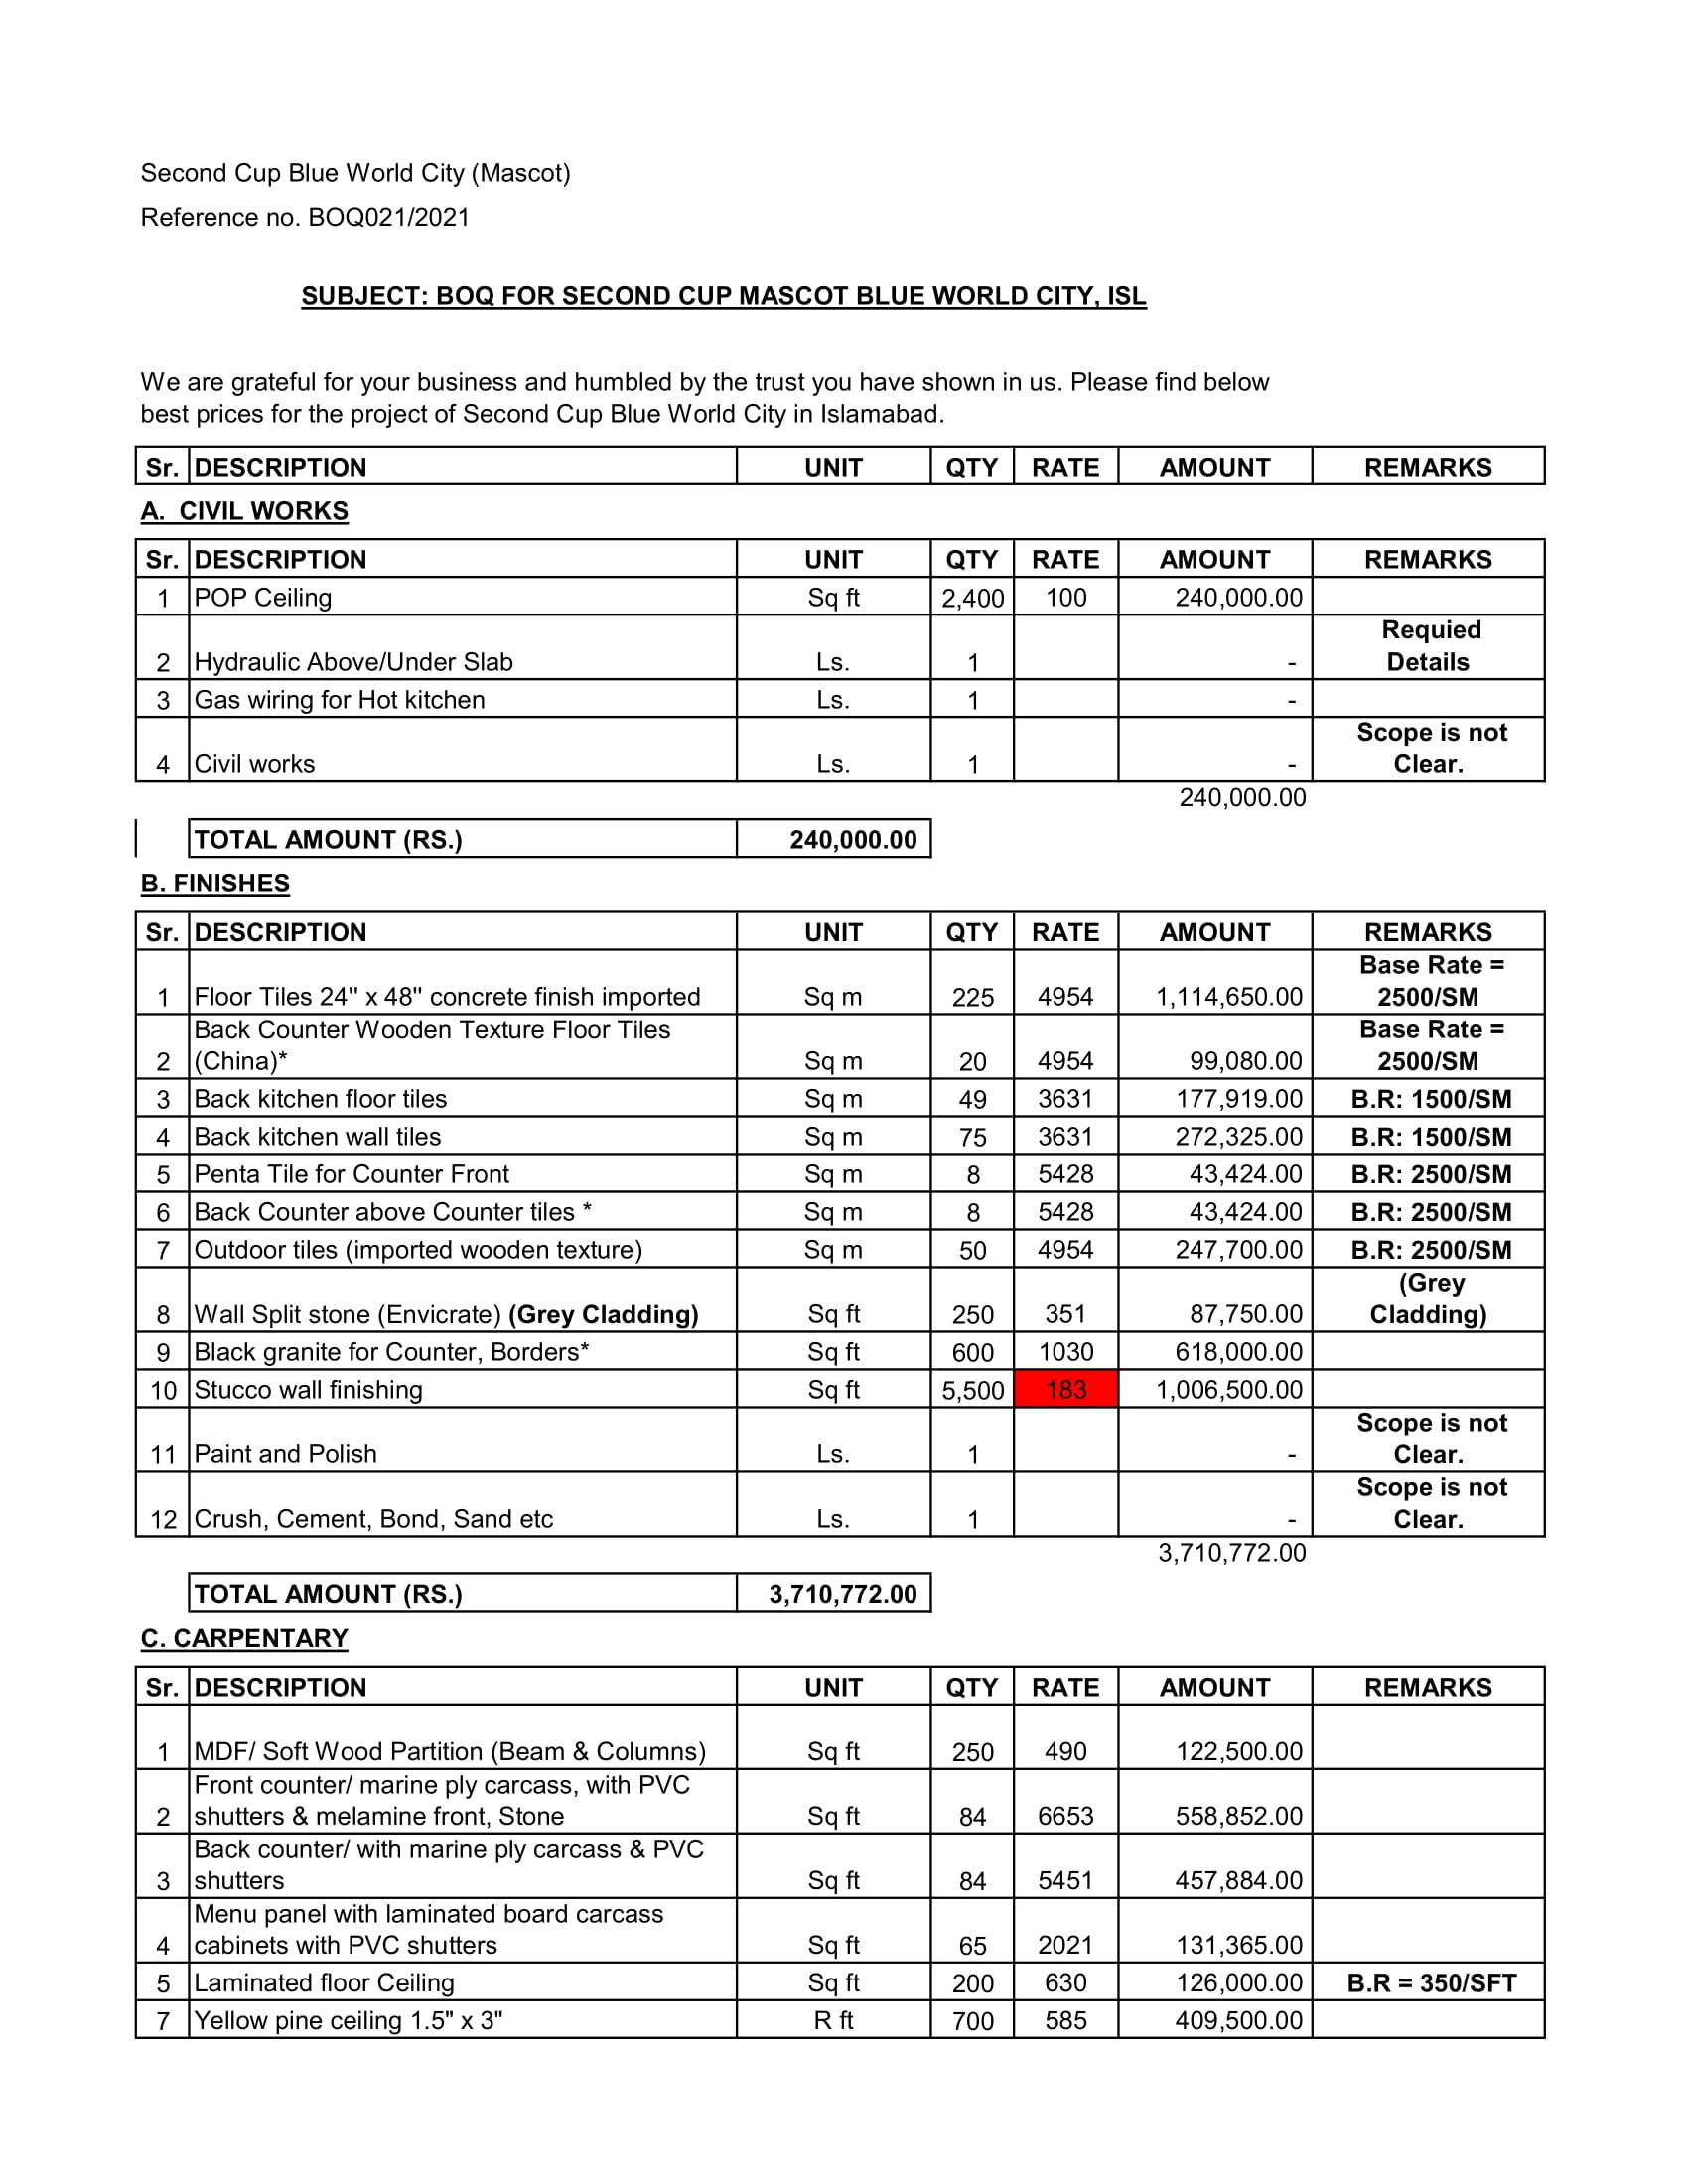 Second Cup Blue World City (Mascot)
Reference no. BOQ021/2021
SUBJECT: BOQ FOR SECOND CUP MASCOT BLUE WORLD CITY, ISL
We are grateful for your business and humbled by the trust you have shown in us. Please find below
best prices for the project of Second Cup Blue World City in Islamabad.
Sr. DESCRIPTION UNIT QTY RATE AMOUNT REMARKS
A. CIVIL WORKS
Sr. DESCRIPTION UNIT QTY RATE AMOUNT REMARKS
1 POP Ceiling Sq ft 2,400 100 240,000.00
Requied
2 Hydraulic Above/Under Slab Ls. 1 - Details
3 Gas wiring for Hot kitchen Ls. 1 -
Scope is not
4 Civil works Ls. 1 - Clear.
240,000.00
TOTAL AMOUNT (RS.) 240,000.00
B. FINISHES
Sr. DESCRIPTION UNIT QTY RATE AMOUNT REMARKS
Base Rate =
1 Floor Tiles 24" x 48" concrete finish imported Sq m 225 4954 1,114,650.00 2500/SM
Back Counter Wooden Texture Floor Tiles Base Rate =
2 (China)* Sq m 20 4954 99,080.00 2500/SM
3 Back kitchen floor tiles Sq m 49 3631 177,919.00 B.R: 1500/SM
4 Back kitchen wall tiles Sq m 75 3631 272,325.00 B.R: 1500/SM
5 Penta Tile for Counter Front Sq m 8 5428 43,424.00 B.R: 2500/SM
6 Back Counter above Counter tiles * Sq m 8 5428 43,424.00 B.R: 2500/SM
7 Outdoor tiles (imported wooden texture) Sq m 50 4954 247,700.00 B.R: 2500/SM
(Grey
8 Wall Split stone (Envicrate) (Grey Cladding) Sq ft 250 351 87,750.00 Cladding)
9 Black granite for Counter, Borders* Sq ft 600 1030 618,000.00
10 Stucco wall finishing Sq ft 5,500 183 1,006,500.00
Scope is not
11 Paint and Polish Ls. 1 - Clear.
Scope is not
12 Crush, Cement, Bond, Sand etc Ls. 1 - Clear.
3,710,772.00
TOTAL AMOUNT (RS.) 3,710,772.00
C. CARPENTARY
Sr. DESCRIPTION UNIT QTY RATE AMOUNT REMARKS
1 MDF/ Soft Wood Partition (Beam & Columns) Sq ft 250 490 122,500.00
Front counter/ marine ply carcass, with PVC
2 shutters & melamine front, Stone Sq ft 84 6653 558,852.00
Back counter/ with marine ply carcass & PVC
3 shutters Sq ft 84 5451 457,884.00
Menu panel with laminated board carcass
4 cabinets with PVC shutters Sq ft 65 2021 131,365.00
5 Laminated floor Ceiling Sq ft 200 630 126,000.00 B.R = 350/SFT
7 Yellow pine ceiling 1.5" x 3" R ft 700 585 409,500.00